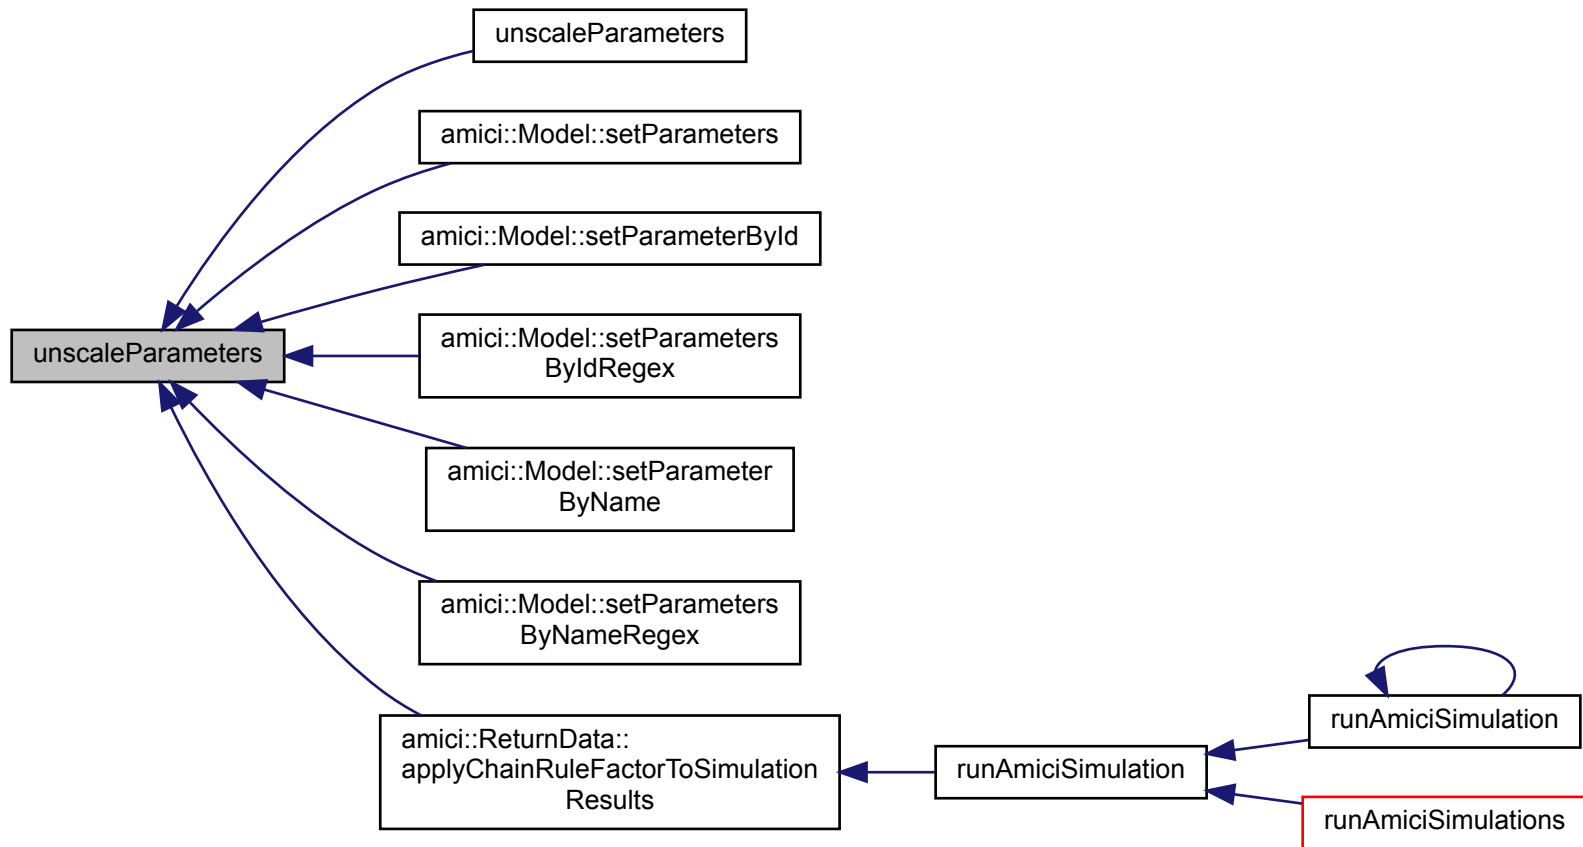 unscaleParameters
amici::Model::setParameters
amici::Model::setParameterById
unscaleParameters
amici::Model::setParameters
ByIdRegex
amici::Model::setParameter
ByName
amici::Model::setParameters
ByNameRegex
amici::ReturnData::
applyChainRuleFactorToSimulation
Results
runAmiciSimulation
runAmiciSimulation
runAmiciSimulations